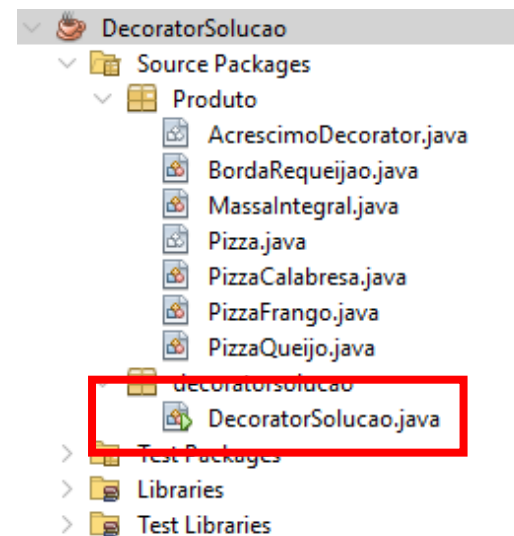 DecoratorSolucao
Source Packages
Produto
AcrescimoDecorator.java
BordaRequeijao.java
MassaIntegral.java
Pizza.java
PizzaCalabresa.java
PizzaFrango.java
PizzaQueijo.java
decoratorsolucao
DecoratorSolucao.java
Test Packages
Libraries
Test Libraries